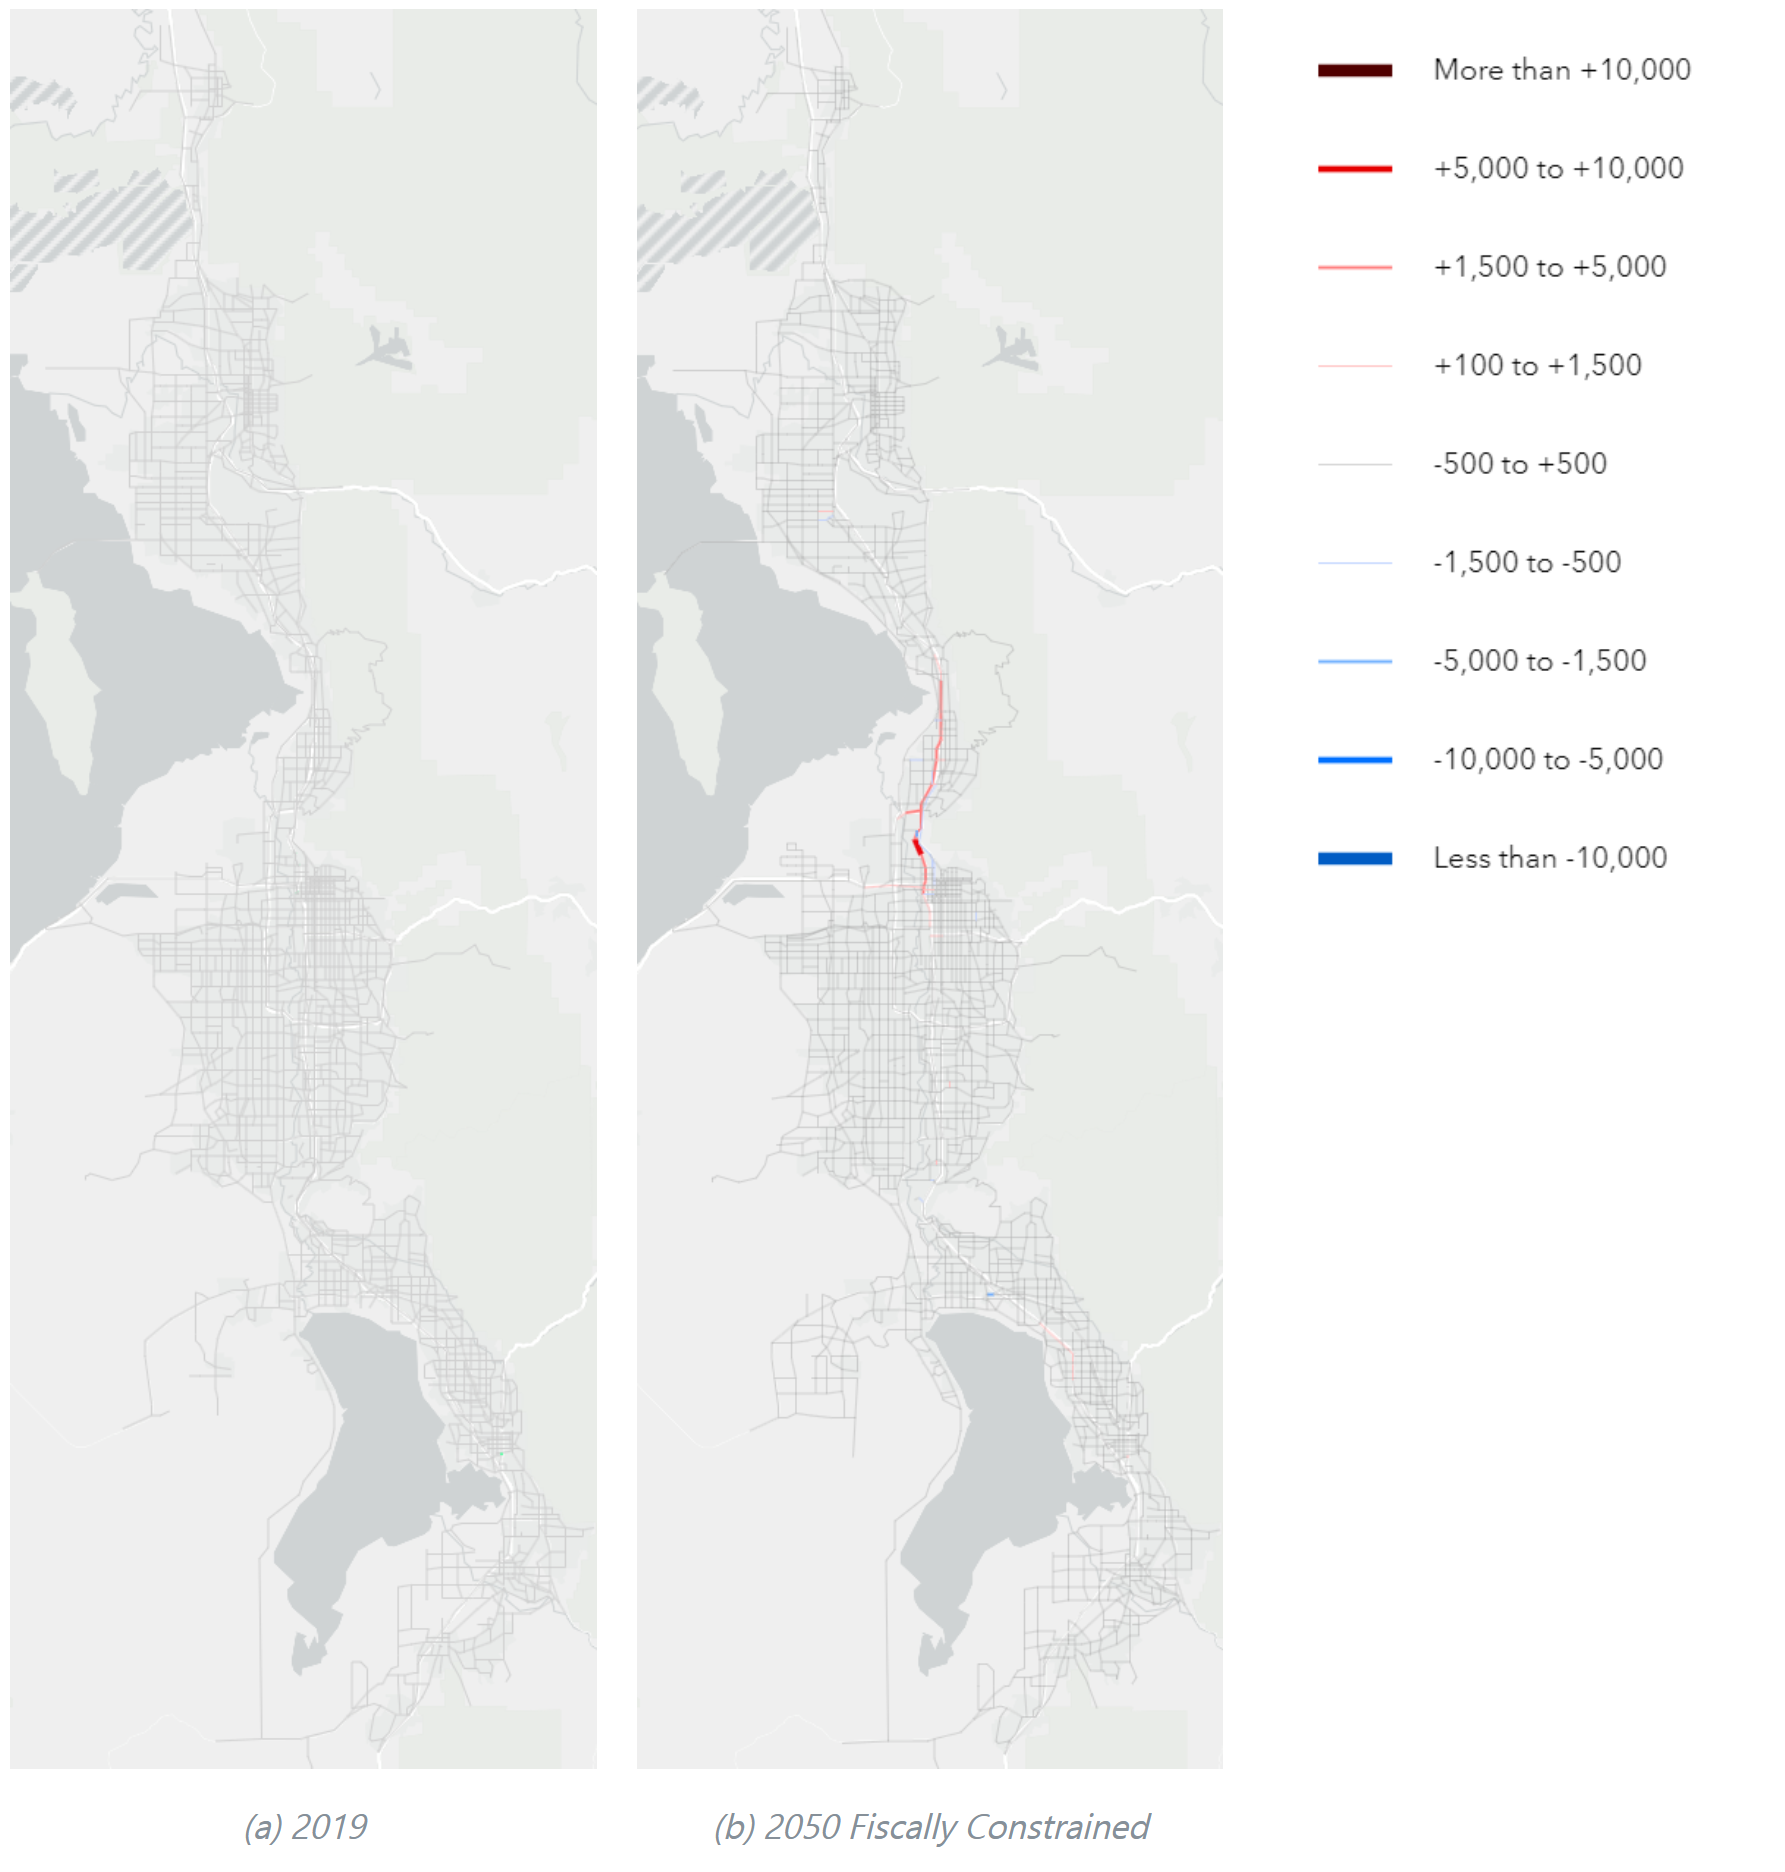 More than +10,000
+5,000 to +10,000
+1,500 to +5,000
+100 to +1,500
-500 to +500
-1,500 to -500
-5,000 to -1,500
-10,000 to -5,000
Less than -10,000
(a) 2019
(b) 2050 Fiscally Constrained